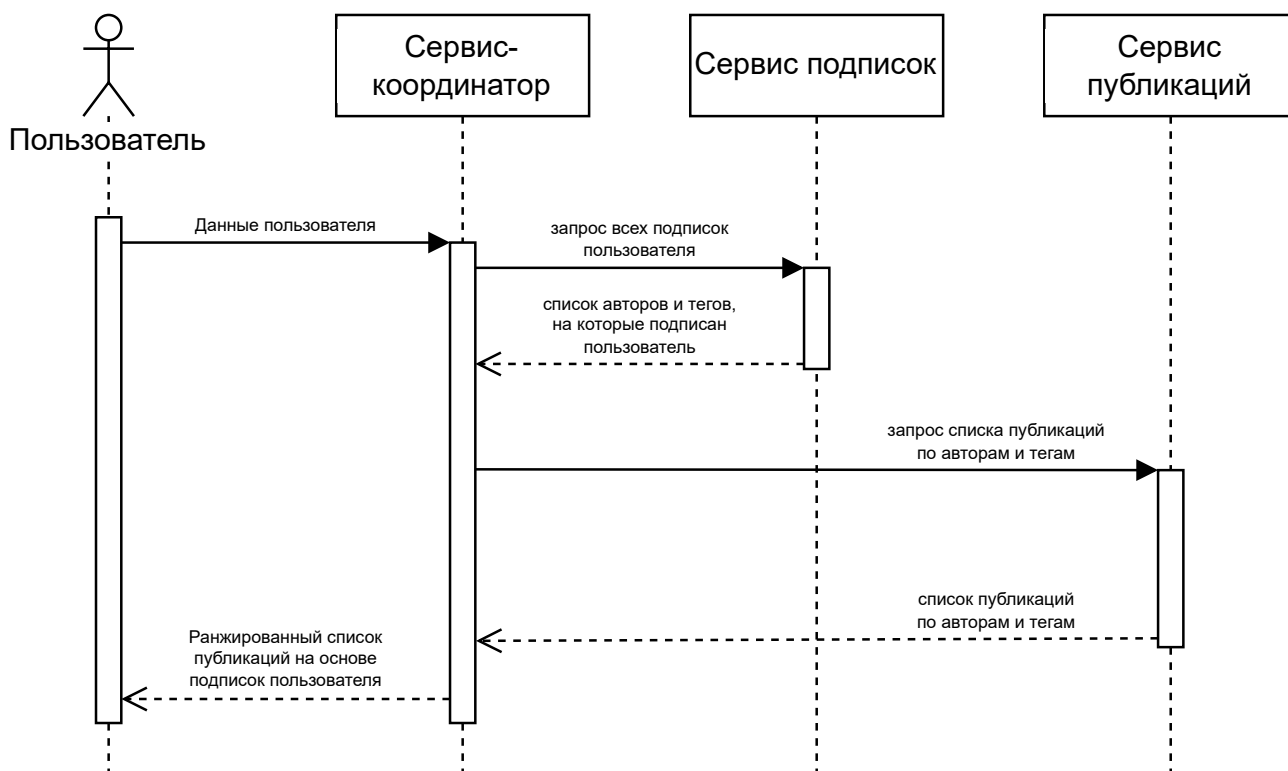 Сервис-
координатор
Сервис подписок
Сервис
публикаций
Пользователь
Данные пользователя
запрос всех подписок
пользователя
список авторов и тегов,
на которые подписан
пользователь
запрос списка публикаций
по авторам и тегам
список публикаций
по авторам и тегам
Ранжированный список
публикаций на основе
подписок пользователя